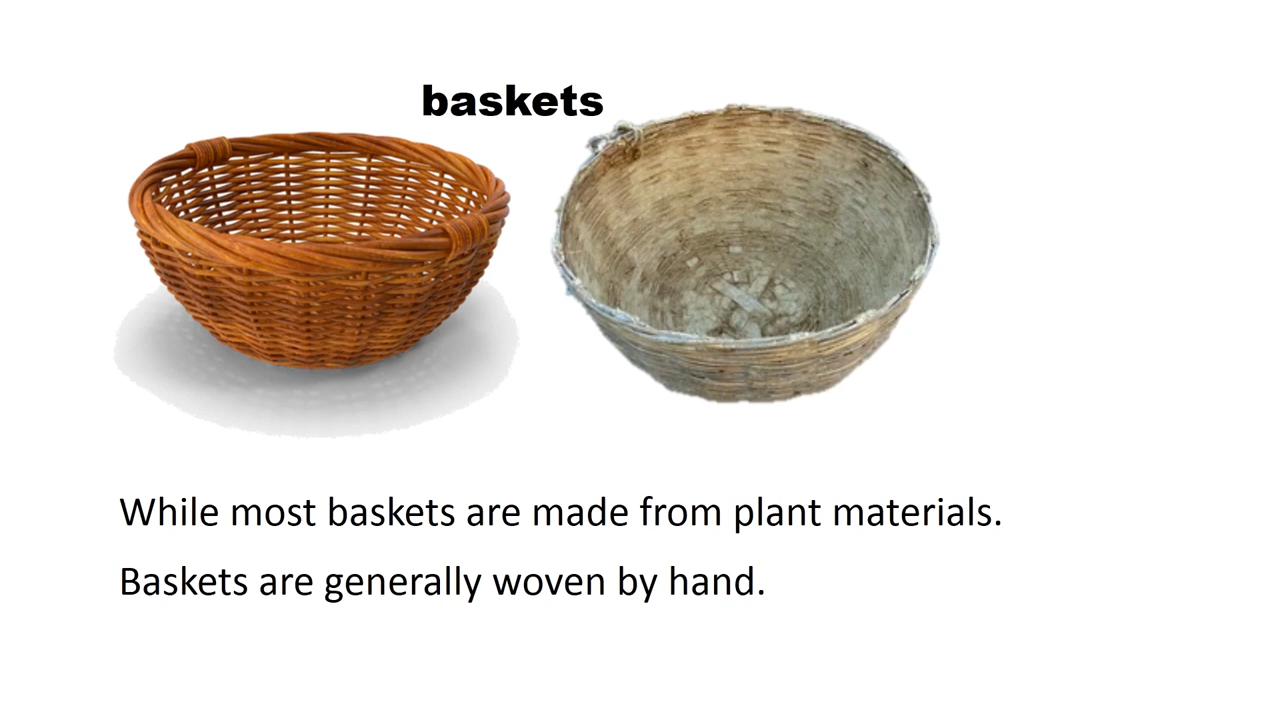 baskets
While most baskets are made from plant materials.
Baskets are generally woven by hand.